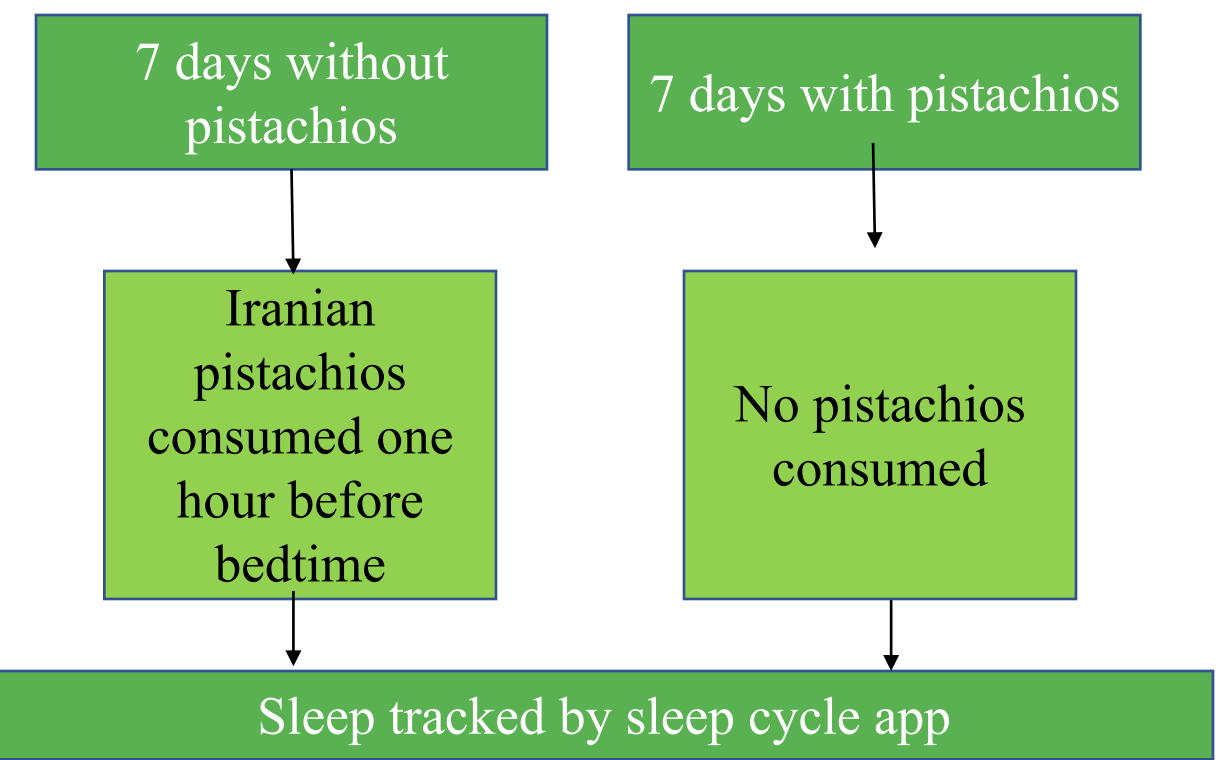 7 days without
pistachios
7 days with pistachios
Iranian
pistachios
consumed one
hour before
bedtime
No pistachios
consumed
Sleep tracked by sleep cycle app